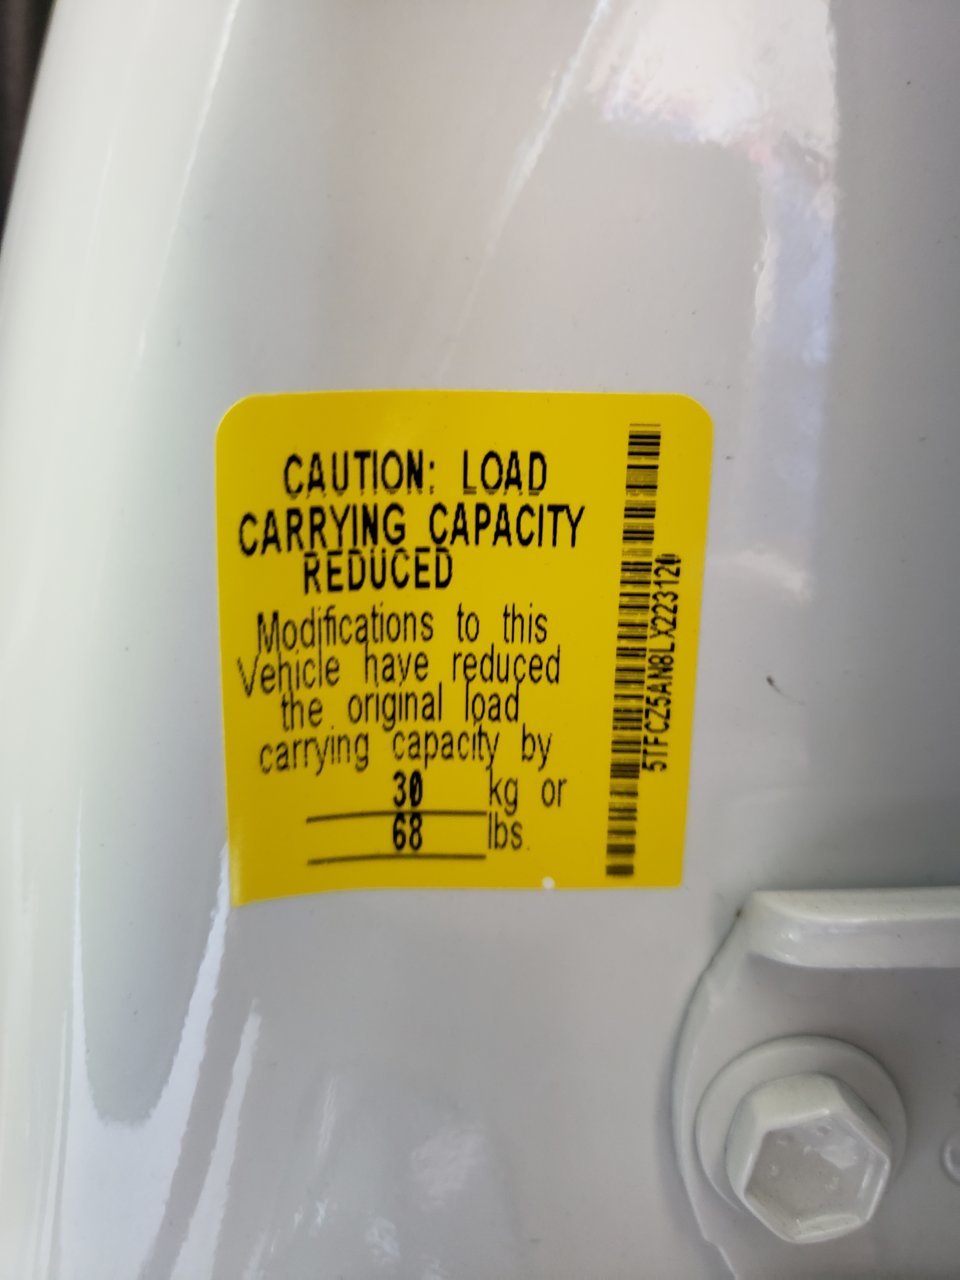 CAUTION: LOAD
CARRYING CAPACITY
REDUCED
Modifications to this
Vehicle have reduced
the original load
carrying capacity by
30 kg or
68 lbs.
5TFCZ5AN8LX223120